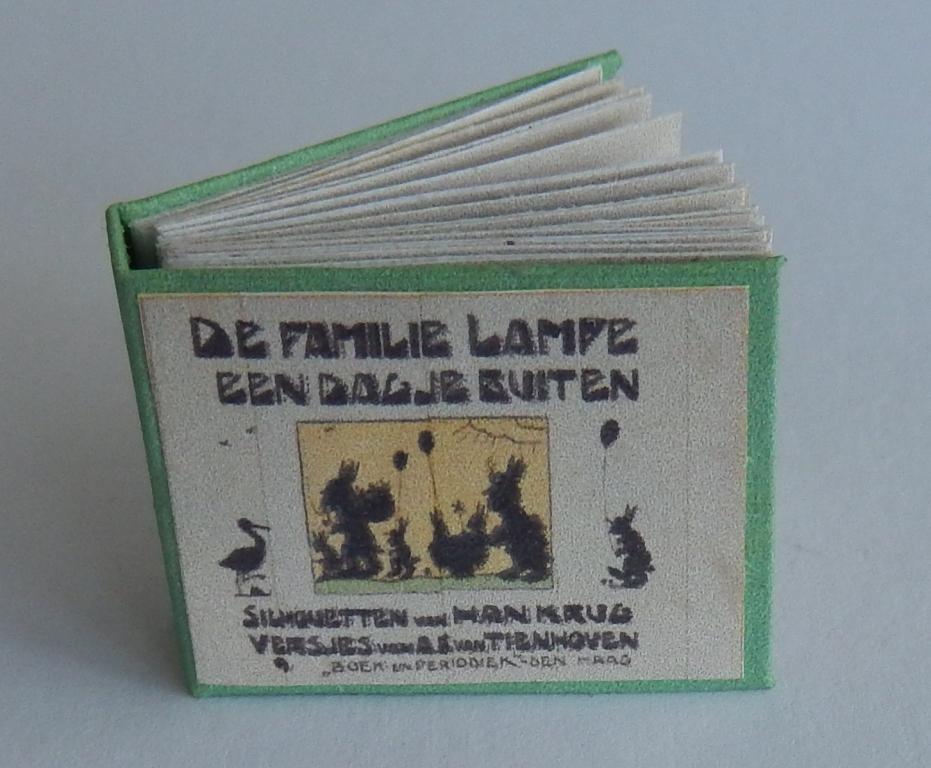 DE FAMILIE LAMPE
EEN DAGJE BUITEN
SILHOUETTEN VAN HAN KRUG
VERSJES VAN VAN TIENHOVEN
„BOEK EN PERIODIEK" - DEN HAAG